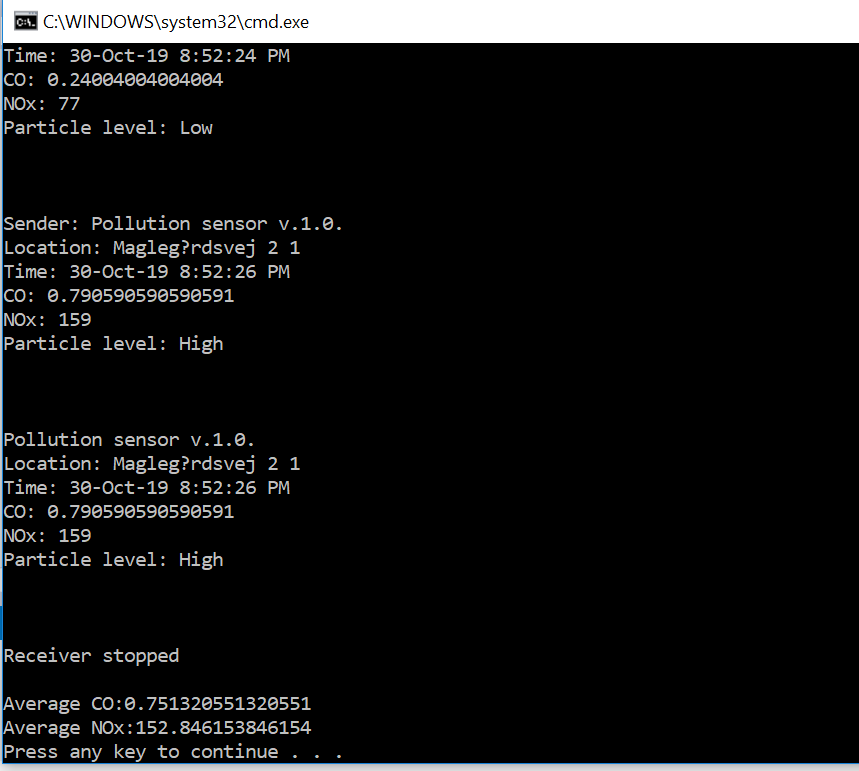 C:\WINDOWS\system32\cmd.exe
Time: 30-Oct-19 8:52:24 PM
CO: 0.24004004004004
NOx: 77
Particle level: Low
Sender: Pollution sensor v.1.0.
Location: Magleg?rdsvej 2 1
Time: 30-Oct-19 8:52:26 PM
CO: 0.790590590590591
NOx: 159
Particle level: High
Pollution sensor v.1.0.
Location: Magleg?rdsvej 2 1
Time: 30-Oct-19 8:52:26 PM
CO: 0.790590590590591
NOx: 159
Particle level: High
Receiver stopped
Average CO:0.751320551320551
Average NOx:152.846153846154
Press any key to continue . . .